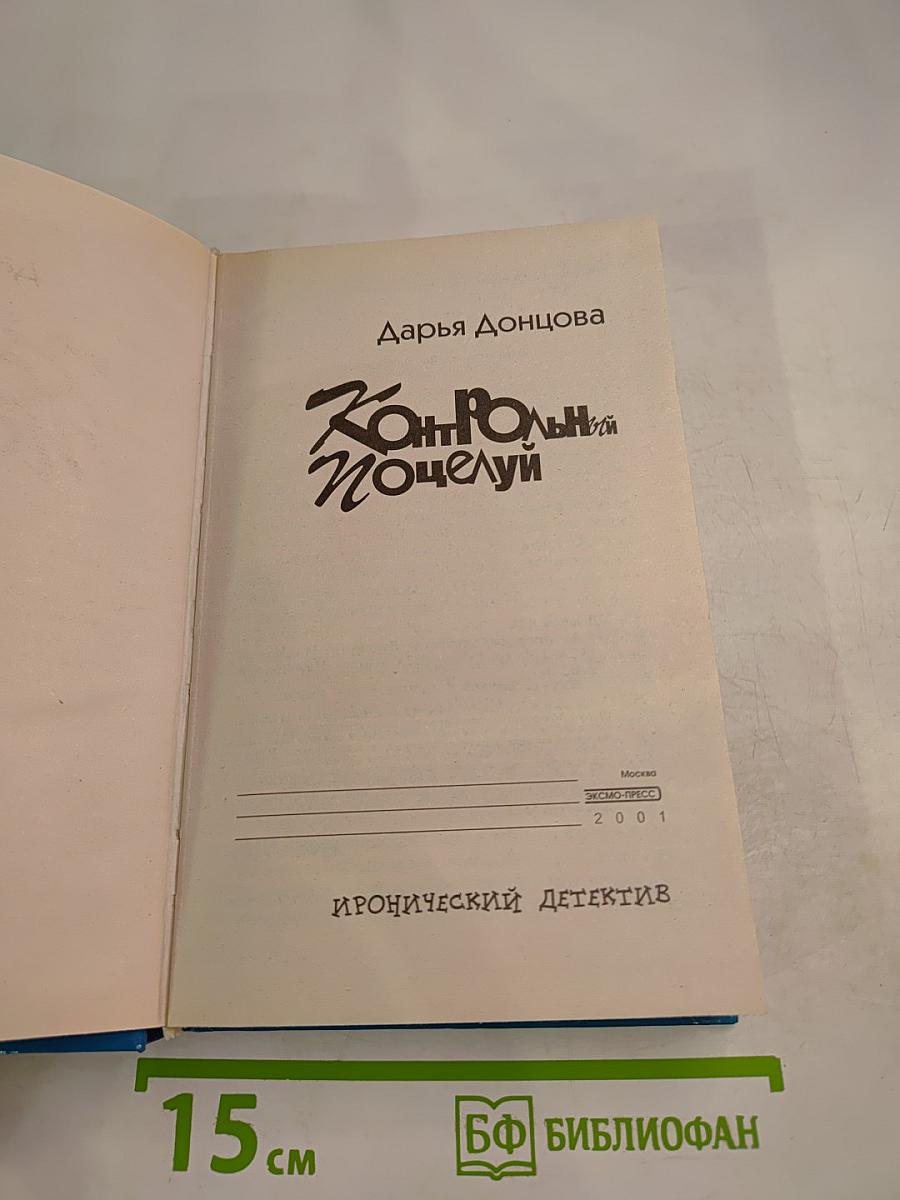 Дарья Донцова
Контрольный
Поцелуй
Москва
ЭКСМО-ПРЕСС
2001
ИРОНИЧЕСКИЙ ДЕТЕКТИВ
15 см
БФ БИБЛИОФАН